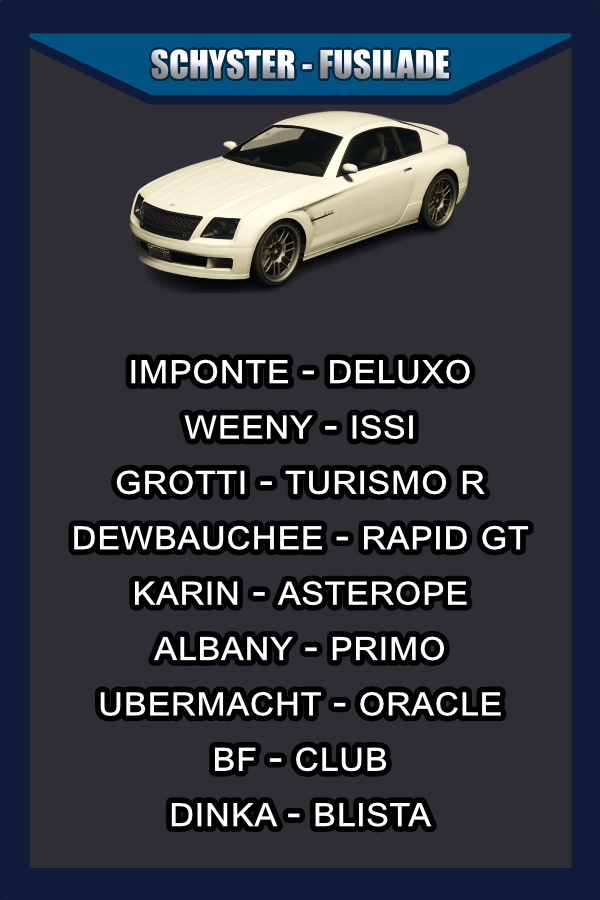 SCHYSTER - FUSILADE
IMPONTE - DELUXO
WEENY - ISSI
GROTTI - TURISMO R
DEWBAUCHEE - RAPID GT
KARIN - ASTEROPE
ALBANY - PRIMO
UBERMACHT - ORACLE
BF - CLUB
DINKA - BLISTA